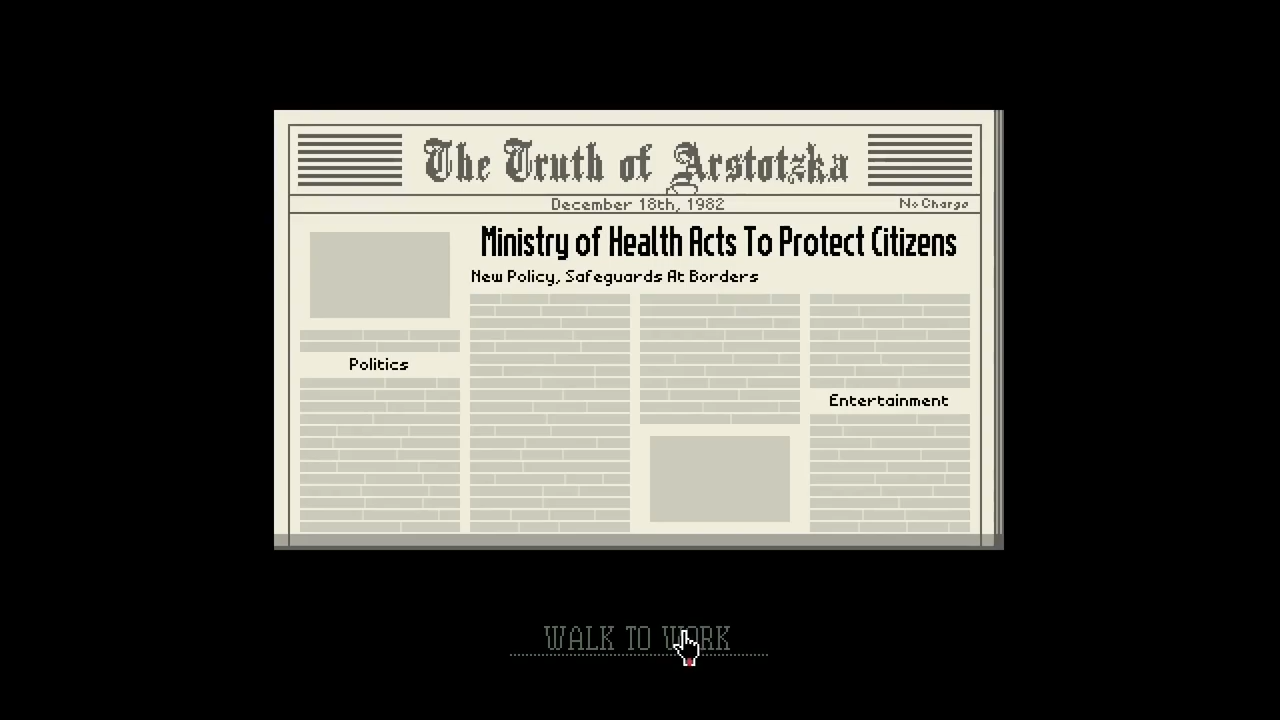 The Truth of Arstotzka
December 18th, 1982
No Charge
Ministry of Health Acts To Protect Citizens
New Policy, Safeguards At Borders
Politics
Entertainment
WALK TO WORK